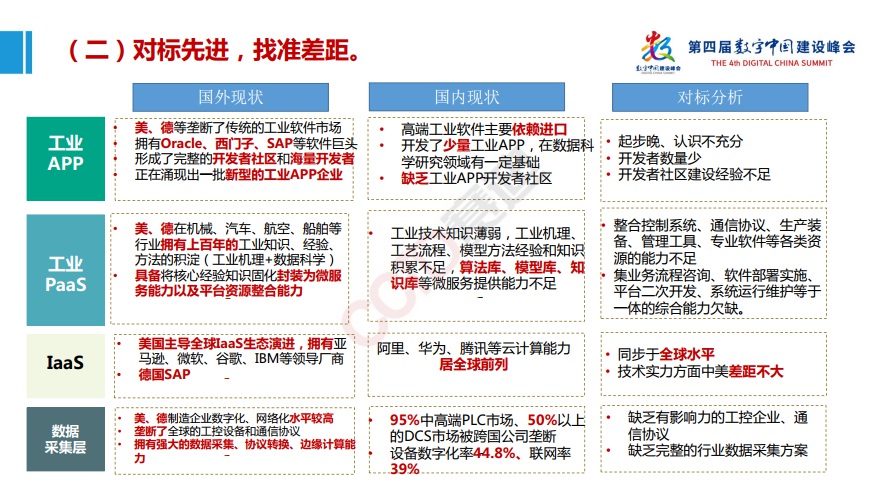 （二）对标先进，找准差距。
数字中国建设峰会
第四届数字中国建设峰会
THE 4th DIGITAL CHINA SUMMIT
国外现状
国内现状
对标分析
工业
APP
• 美、德等垄断了传统的工业软件市场
• 拥有Oracle、西门子、SAP等软件巨头
• 形成了完整的开发者社区和海量开发者
• 正在涌现出一批新型的工业APP企业
• 高端工业软件主要依赖进口
• 开发了少量工业APP，在数据科
学研究领域有一定基础
• 缺乏工业APP开发者社区
• 起步晚、认识不充分
• 开发者数量少
• 开发者社区建设经验不足
工业
PaaS
• 美、德在机械、汽车、航空、船舶等
行业拥有上百年的工业知识、经验、
方法的积淀（工业机理+数据科学）
• 具备将核心经验知识固化封装为微服
务能力以及平台资源整合能力
• 工业技术知识薄弱，工业机理、
工艺流程、模型方法经验和知识
积累不足，算法库、模型库、知
识库等微服务提供能力不足
• 整合控制系统、通信协议、生产装
备、管理工具、专业软件等各类资
源的能力不足
• 集业务流程咨询、软件部署实施、
平台二次开发、系统运行维护等于
一体的综合能力欠缺。
IaaS
• 美国主导全球IaaS生态演进，拥有亚
马逊、微软、谷歌、IBM等领导厂商
• 德国SAP
阿里、华为、腾讯等云计算能力
居全球前列
• 同步于全球水平
• 技术实力方面中美差距不大
数据
采集层
• 美、德制造企业数字化、网络化水平较高
• 垄断了全球的工控设备和通信协议
• 拥有强大的数据采集、协议转换、边缘计算能
力
• 95%中高端PLC市场、50%以上
的DCS市场被跨国公司垄断
• 设备数字化率44.8%、联网率
39%
• 缺乏有影响力的工控企业、通
信协议
• 缺乏完整的行业数据采集方案